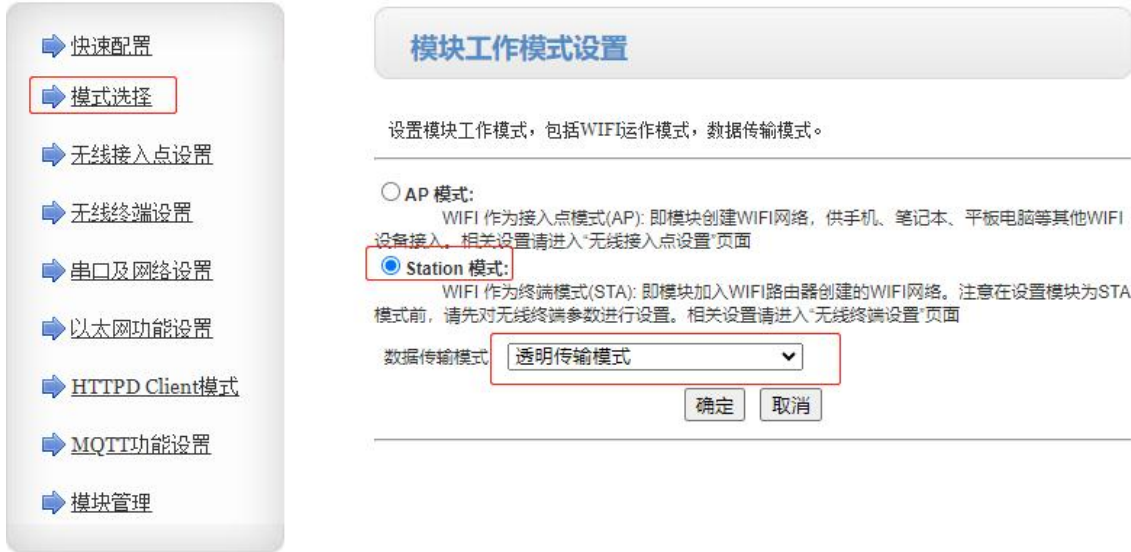 快速配置
模式选择
无线接入点设置
无线终端设置
串口及网络设置
以太网功能设置
HTTPD Client模式
MQTT功能设置
模块管理
模块工作模式设置
设置模块工作模式，包括WIFI运作模式，数据传输模式。
AP 模式:
WIFI 作为接入点模式(AP): 即模块创建WIFI网络，供手机、笔记本、平板电脑等其他WIFI
设备接入。相关设置请进入“无线接入点设置”页面
Station 模式:
WIFI 作为终端模式(STA): 即模块加入WIFI路由器创建的WIFI网络。注意在设置模块为STA
模式前，请先对无线终端参数进行设置。相关设置请进入“无线终端设置”页面
数据传输模式 透明传输模式
确定 取消